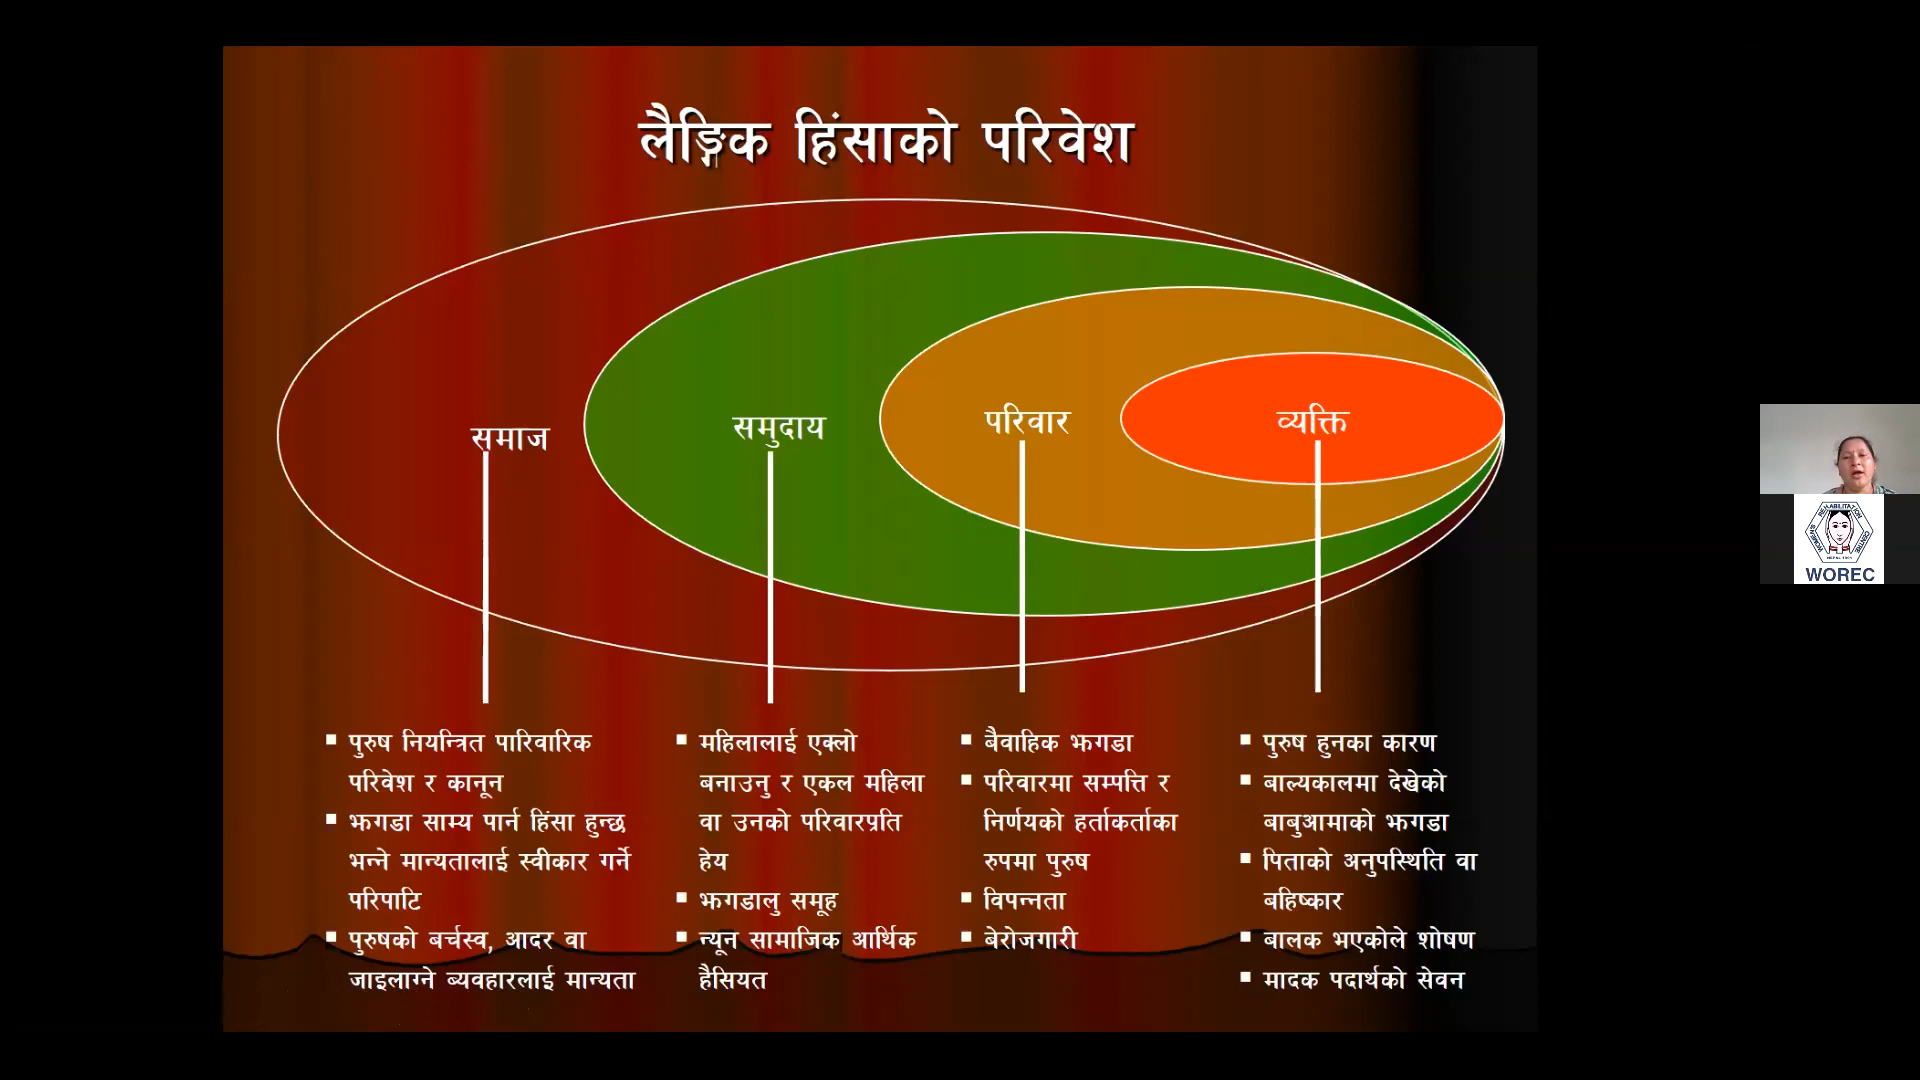 लैङ्गिक हिंसाको परिवेश
समाज
समुदाय
परिवार
व्यक्ति
▪ पुरुष नियन्त्रित पारिवारिक
परिवेश र कानून
▪ झगडा साम्य पार्न हिंसा हुन्छ
भन्ने मान्यतालाई स्वीकार गर्ने
परिपाटि
▪ पुरुषको बर्चस्व, आदर वा
जाइलाग्ने ब्यवहारलाई मान्यता
▪ महिलालाई एक्लो
बनाउनु र एकल महिला
वा उनको परिवारप्रति
हेय
▪ झगडालु समूह
▪ न्यून सामाजिक आर्थिक
हैसियत
▪ बैवाहिक झगडा
▪ परिवारमा सम्पत्ति र
निर्णयको हर्ताकर्ताका
रुपमा पुरुष
▪ विपन्नता
▪ बेरोजगारी
▪ पुरुष हुनका कारण
▪ बाल्यकालमा देखेको
बाबुआमाको झगडा
▪ पिताको अनुपस्थिति वा
बहिष्कार
▪ बालक भएकोले शोषण
▪ मादक पदार्थको सेवन
WOMEN'S REHABILITATION CENTRE
WOREC